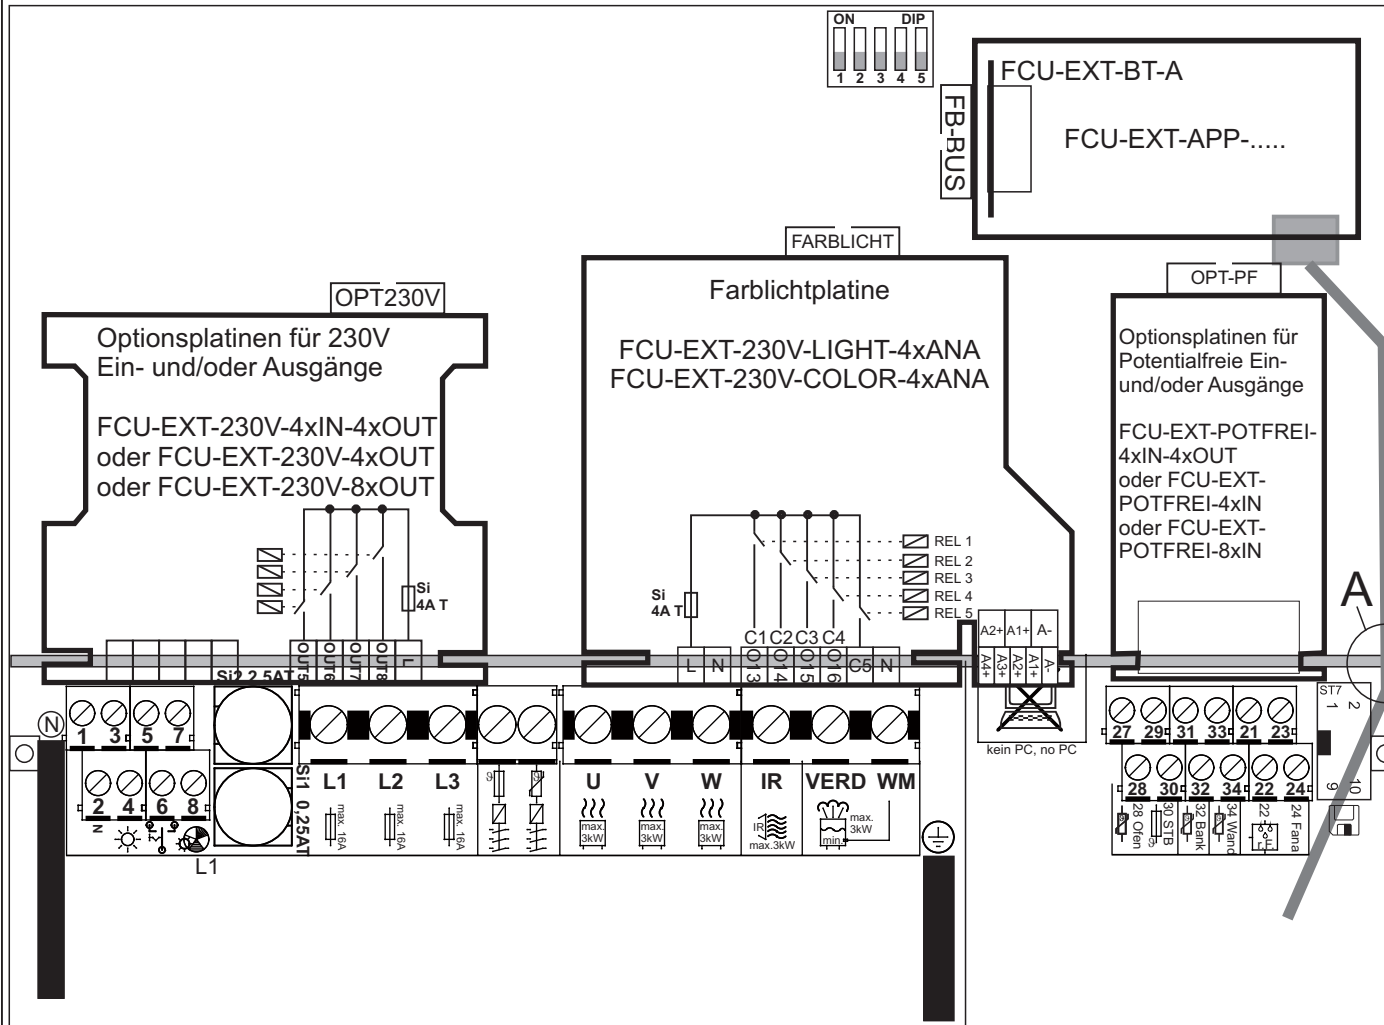 ON DIP
1 2 3 4 5
FB-BUS
FCU-EXT-BT-A
FCU-EXT-APP-.....
FARBLICHT
Farblichtplatine
FCU-EXT-230V-LIGHT-4xANA
FCU-EXT-230V-COLOR-4xANA
OPT230V
Optionsplatinen für 230V
Ein- und/oder Ausgänge
FCU-EXT-230V-4xIN-4xOUT
oder FCU-EXT-230V-4xOUT
oder FCU-EXT-230V-8xOUT
OPT-PF
Optionsplatinen für
Potentialfreie Ein-
und/oder Ausgänge
FCU-EXT-POTFREI-
4xIN-4xOUT
oder FCU-EXT-
POTFREI-4xIN
oder FCU-EXT-
POTFREI-8xIN
Si
4A T
OUT5 OUT6 OUT7 OUT8 L
Si
4A T
REL 1
REL 2
REL 3
REL 4
REL 5
C1 C2 C3 C4
L N O13 O14 O15 O16 C5 N
A2+ A1+ A-
A4+ A3+ A2+ A1+ A-
kein PC, no PC
A
Si2 2,5AT
Si1 0,25AT
N
1 3 5 7
2 4 6 8
N
L1
L1 L2 L3
max. 16A
max. 16A
max. 16A
U V W IR VERD WM
max.
3kW
max.
3kW
max.
3kW
IR
max.3kW
min.
max.
3kW
27 29 31 33 21 23
28 30 32 34 22 24
28 Ofen
30 STB
32 Bank
34 Wand
22
24 Fana
ST7
1 2
9 10